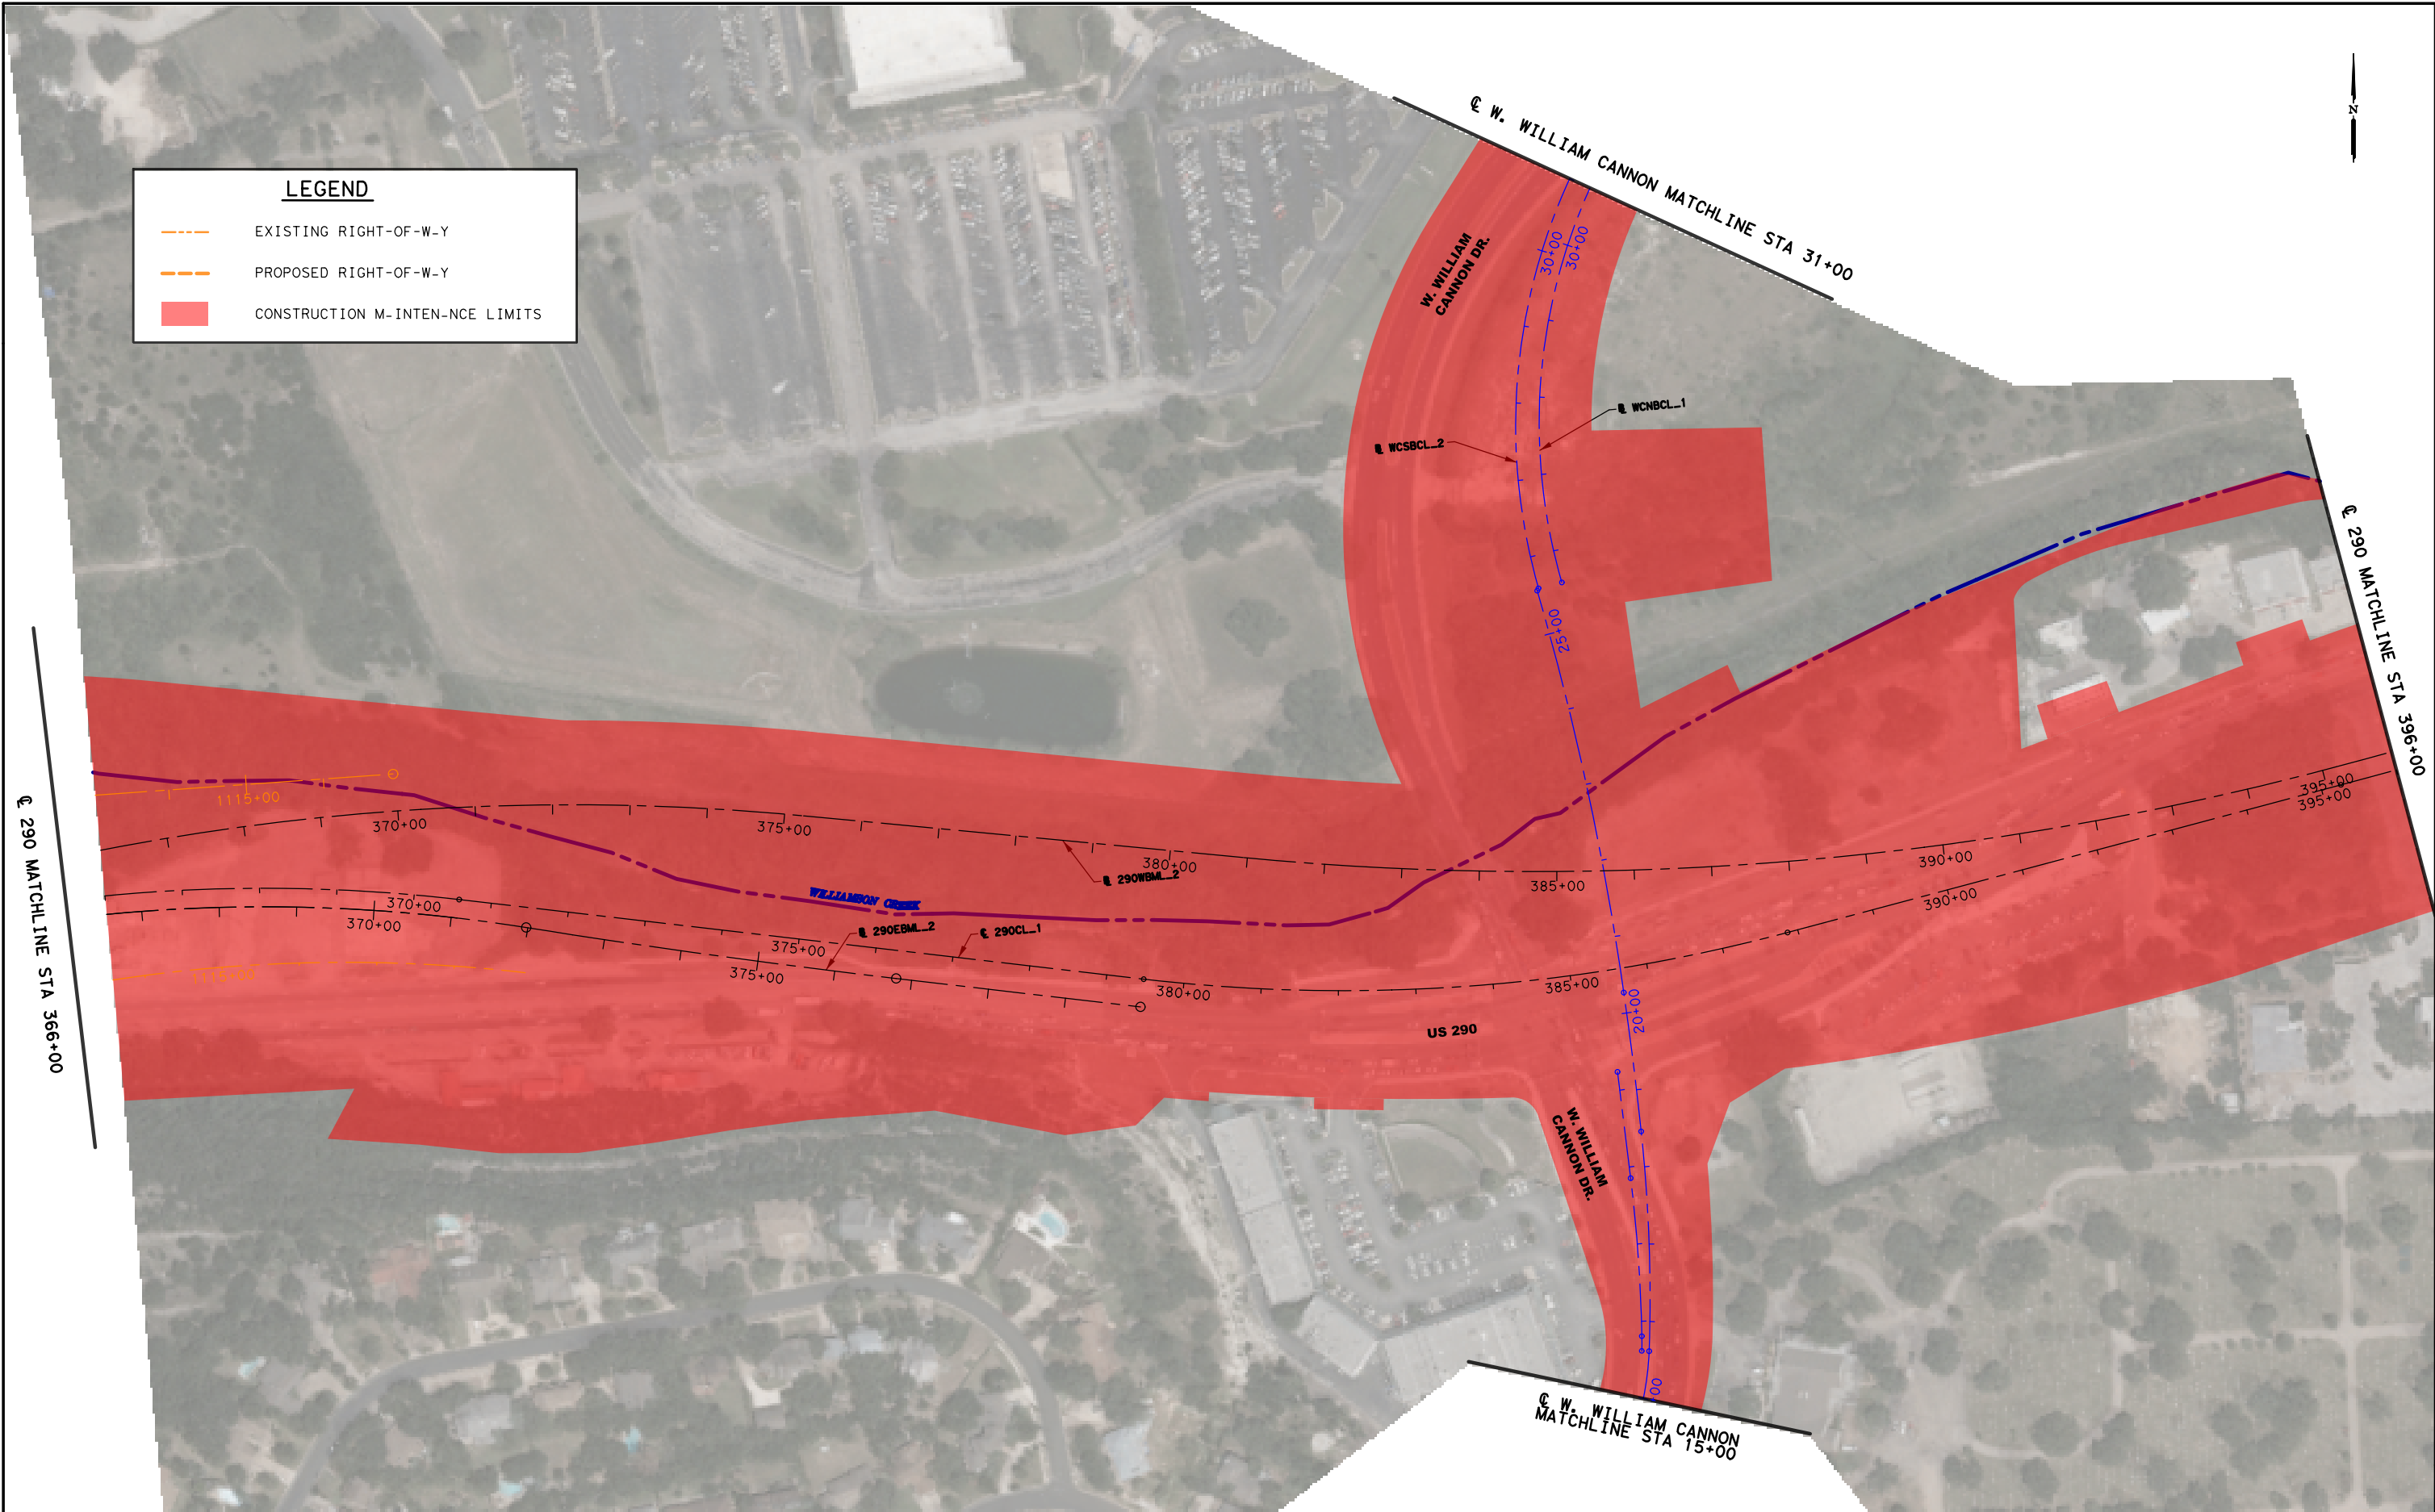 LEGEND
EXISTING RIGHT-OF-W-Y
PROPOSED RIGHT-OF-W-Y
CONSTRUCTION M-INTEN-NCE LIMITS
℄ W. WILLIAM CANNON MATCHLINE STA 31+00
N
W. WILLIAM
CANNON DR.
30+00
30+00
℄ WCNBCL_1
℄ WCSBCL_2
25+00
℄ 290 MATCHLINE STA 396+00
℄ 290 MATCHLINE STA 366+00
1115+00
370+00
375+00
380+00
385+00
390+00
395+00
395+00
℄ 290WBML_2
WILLIAMSON CREEK
℄ 290EBML_2
℄ 290CL_1
370+00
370+00
375+00
375+00
380+00
385+00
390+00
1115+00
US 290
20+00
W. WILLIAM
CANNON DR.
+00
℄ W. WILLIAM CANNON
MATCHLINE STA 15+00